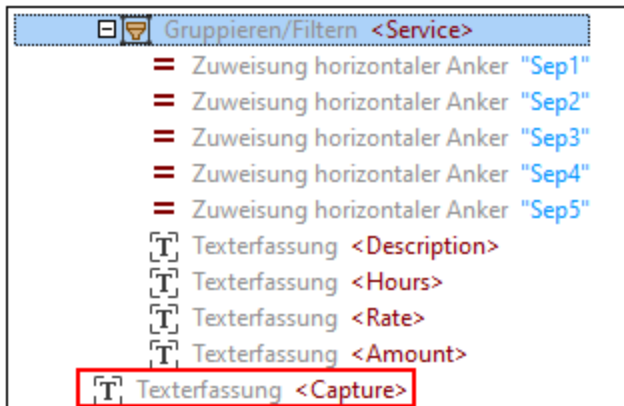 Gruppieren/Filtern <Service>
Zuweisung horizontaler Anker "Sep1"
Zuweisung horizontaler Anker "Sep2"
Zuweisung horizontaler Anker "Sep3"
Zuweisung horizontaler Anker "Sep4"
Zuweisung horizontaler Anker "Sep5"
Texterfassung <Description>
Texterfassung <Hours>
Texterfassung <Rate>
Texterfassung <Amount>
Texterfassung <Capture>